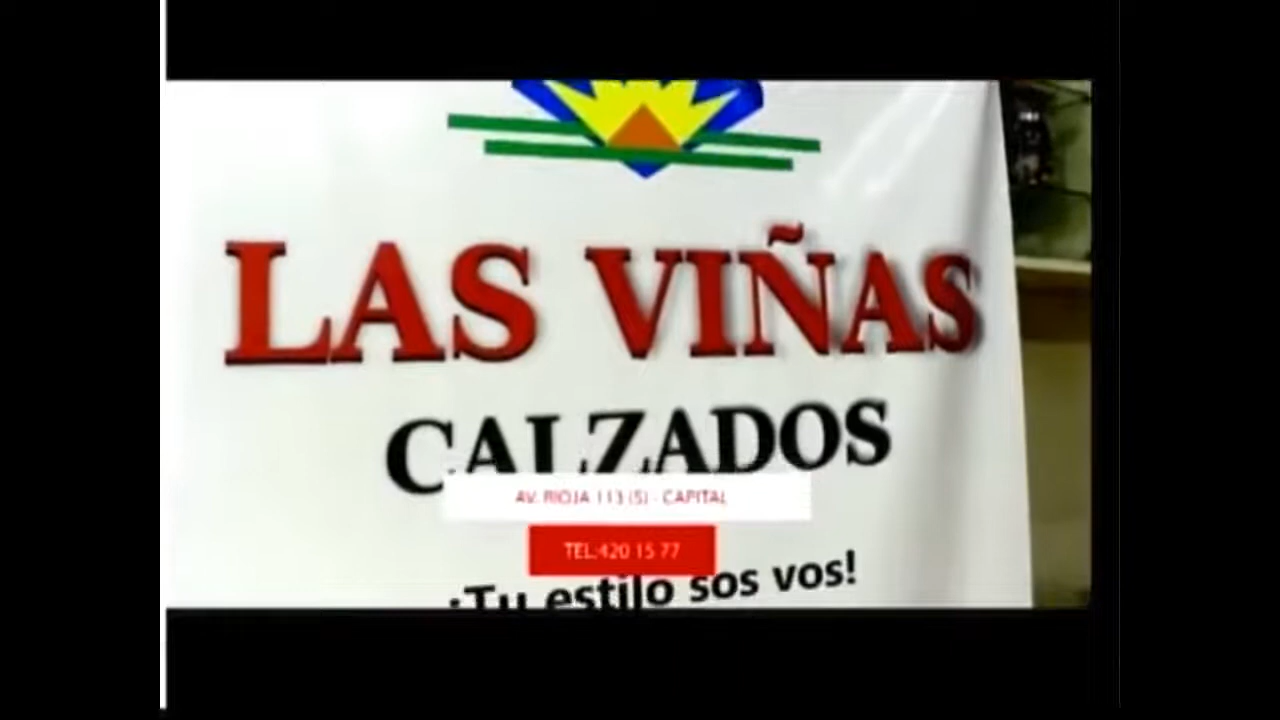 LAS VIÑAS
CALZADOS
AV. RIOJA 113 (S) - CAPITAL
TEL:420 15 77
¡Tu estilo sos vos!